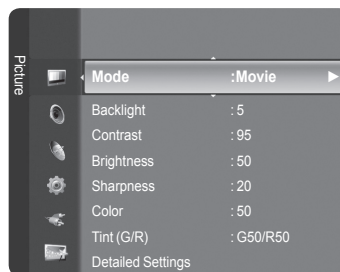 Picture
Mode :Movie
Backlight : 5
Contrast : 95
Brightness : 50
Sharpness : 20
Color : 50
Tint (G/R) : G50/R50
Detailed Settings